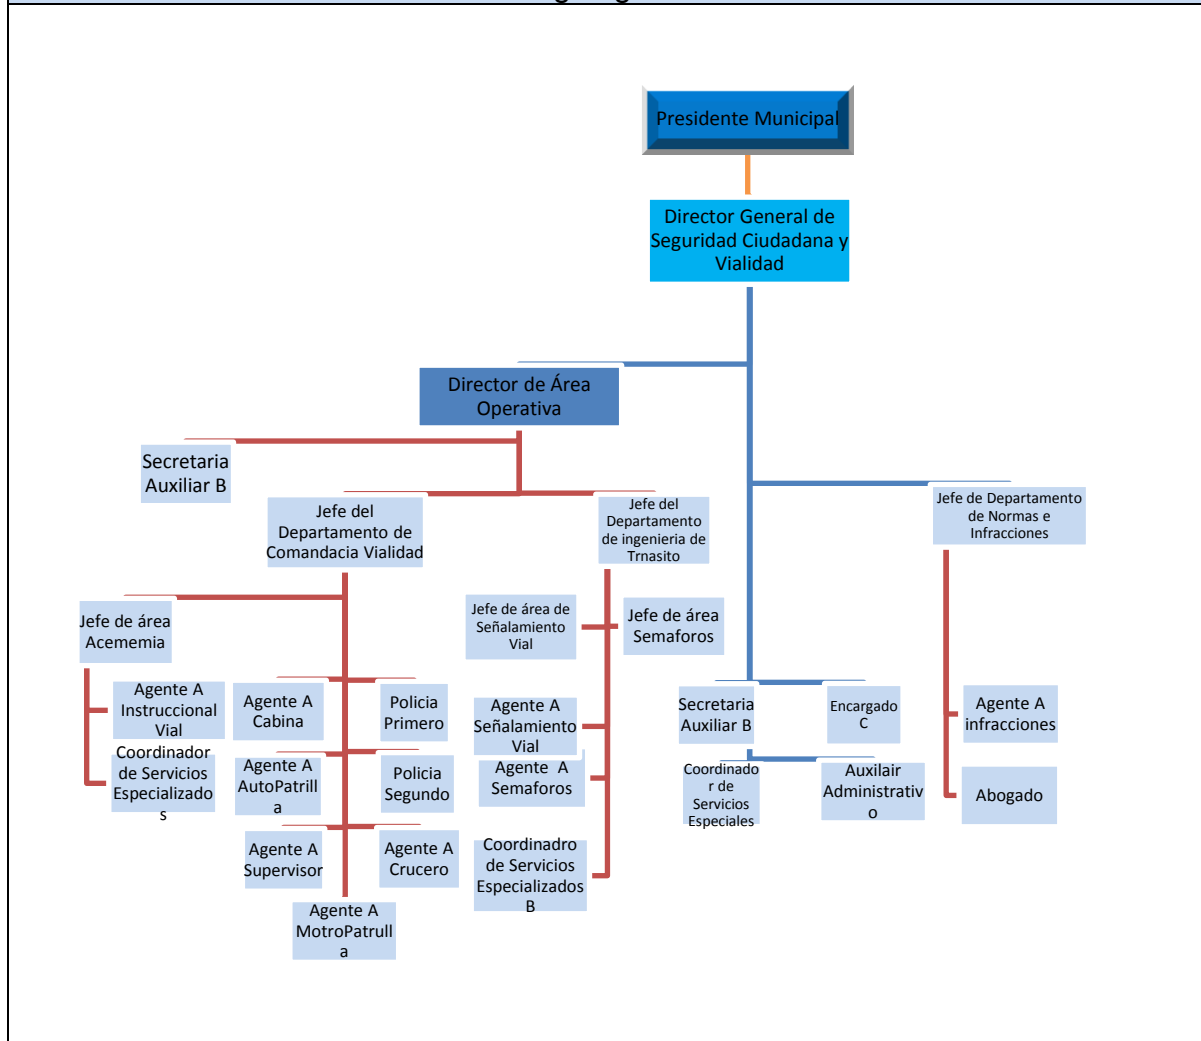 Presidente Municipal
Director General de
Seguridad Ciudadana y
Vialidad
Director de Área
Operativa
Secretaria
Auxiliar B
Jefe del
Departamento de
Comandacia Vialidad
Jefe del
Departamento
de ingenieria de
Trnasito
Jefe de Departamento
de Normas e
Infracciones
Jefe de área
Acememia
Jefe de área de
Señalamiento
Vial
Jefe de área
Semaforos
Agente A
Instruccional
Vial
Coordinador
de Servicios
Especializado
s
Agente A
Cabina
Policia
Primero
Agente A
AutoPatrill
a
Policia
Segundo
Agente A
Supervisor
Agente A
Crucero
Agente A
MotroPatrull
a
Agente A
Señalamiento
Vial
Agente  A
Semaforos
Coordinadro
de Servicios
Especializados
B
Secretaria
Auxiliar B
Encargado
C
Coordinado
r de
Servicios
Especiales
Auxilair
Administrativ
o
Agente A
infracciones
Abogado